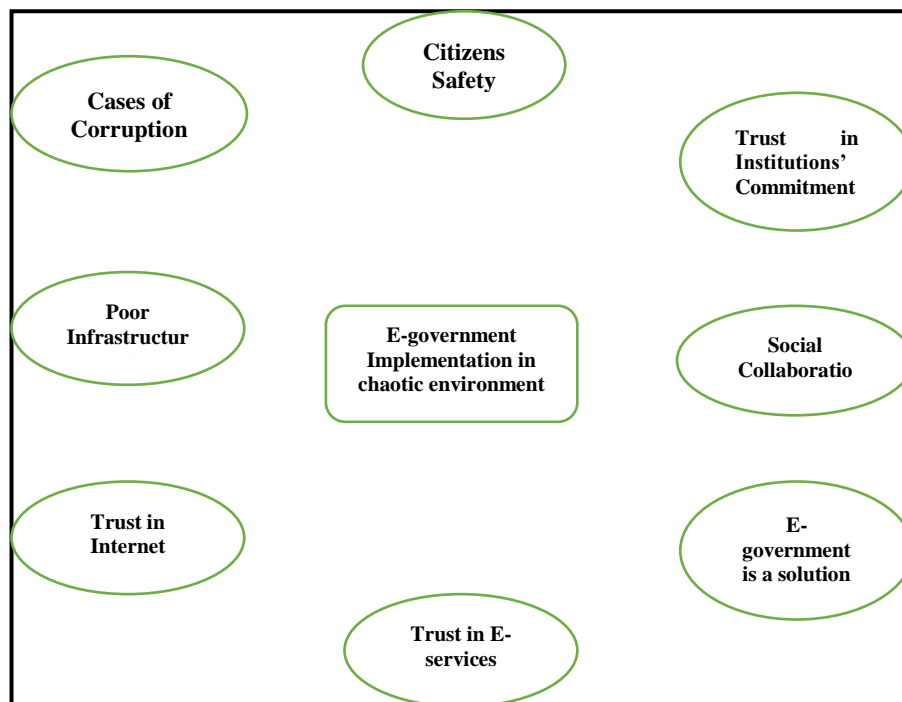 Citizens
Safety
Cases of
Corruption
Trust in
Institutions’
Commitment
Poor
Infrastructur
E-government
Implementation in
chaotic environment
Social
Collaboratio
Trust in
Internet
E-
government
is a solution
Trust in E-
services